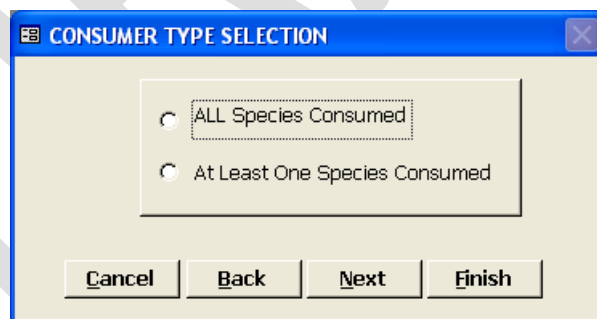 CONSUMER TYPE SELECTION
ALL Species Consumed
At Least One Species Consumed
Cancel Back Next Finish